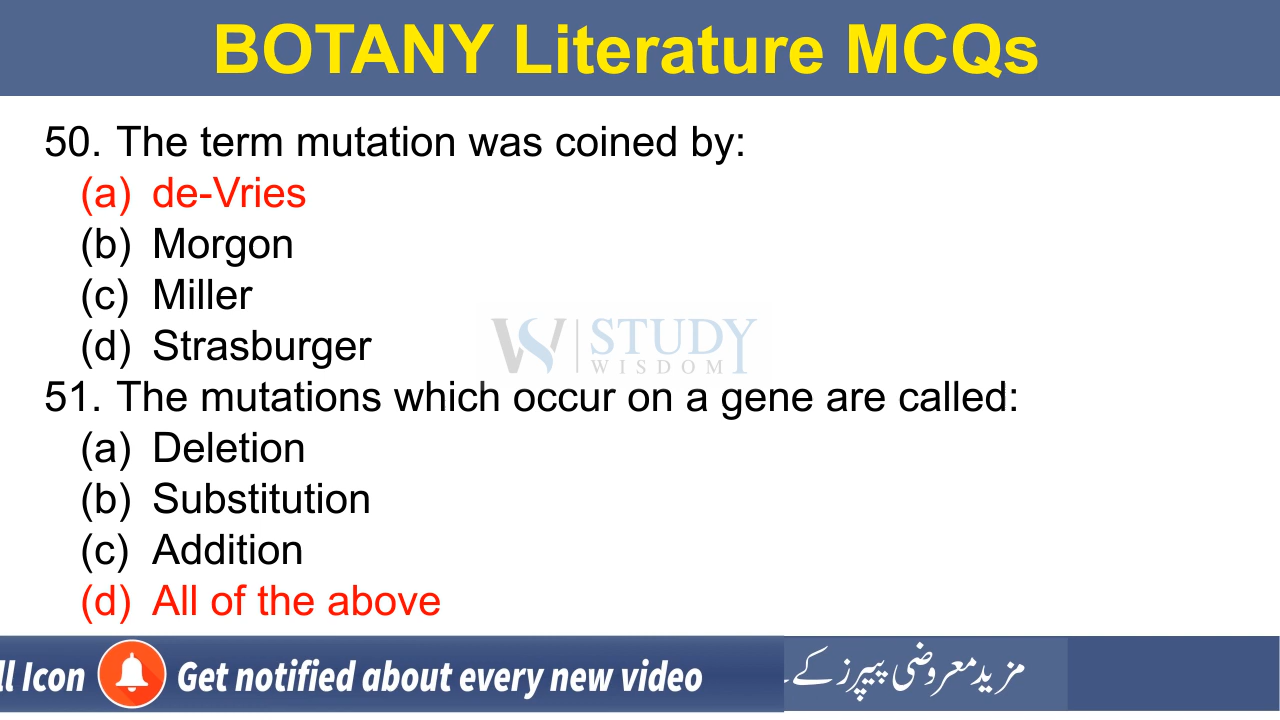 BOTANY Literature MCQs
50. The term mutation was coined by:
(a) de-Vries
(b) Morgon
(c) Miller
(d) Strasburger
WS STUDY
WISDOM
51. The mutations which occur on a gene are called:
(a) Deletion
(b) Substitution
(c) Addition
(d) All of the above
ll Icon Get notified about every new video
مزید معروضی پیپرز کے